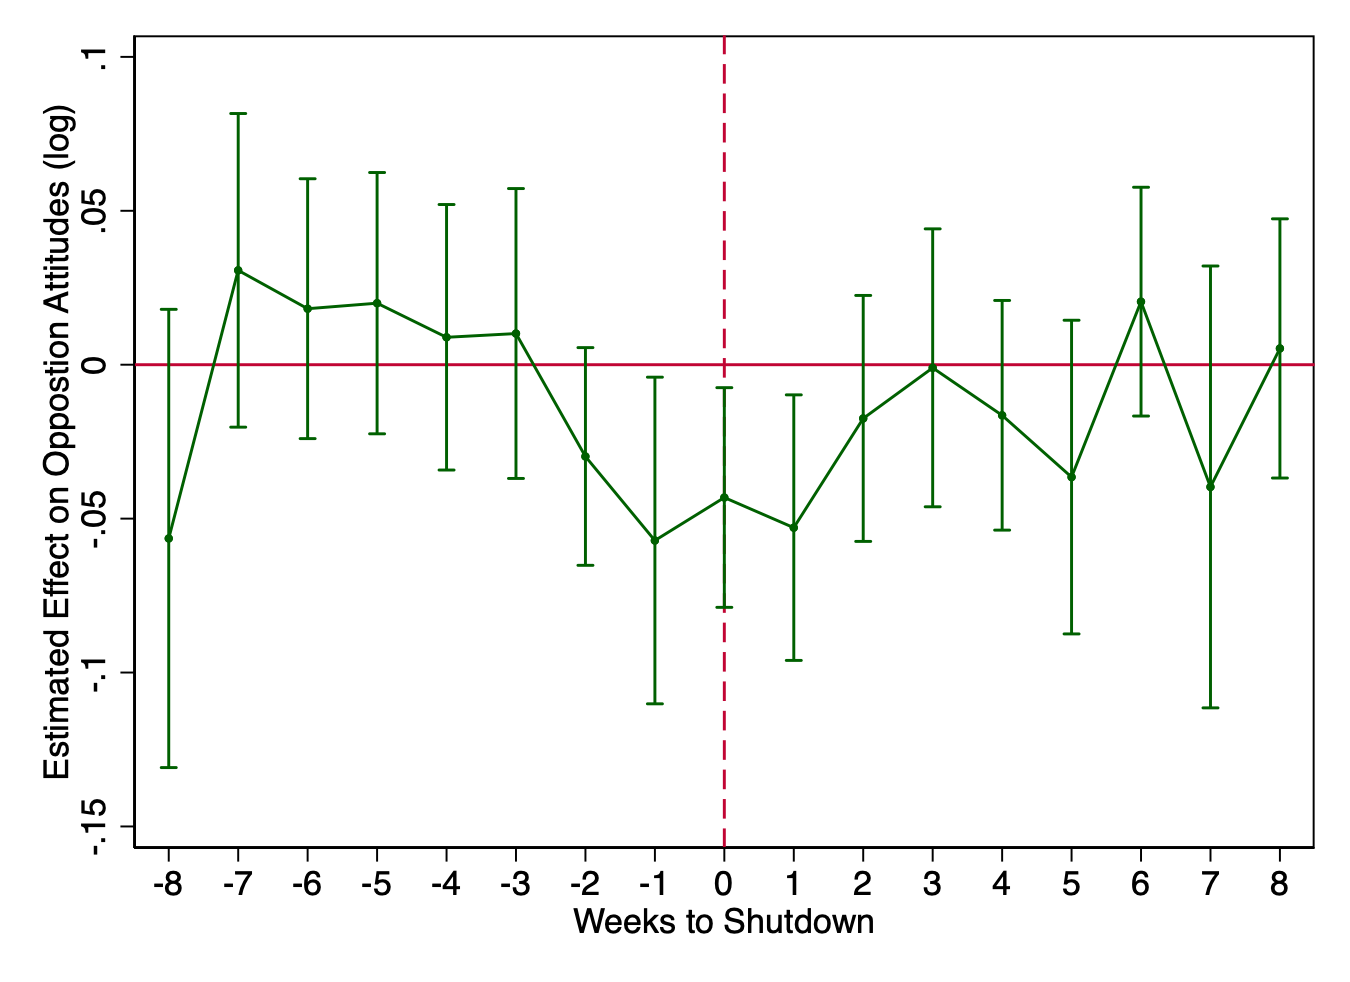 Estimated Effect on Oppostion Attitudes (log)
.1
.05
0
-.05
-.1
-.15
-8 -7 -6 -5 -4 -3 -2 -1 0 1 2 3 4 5 6 7 8
Weeks to Shutdown